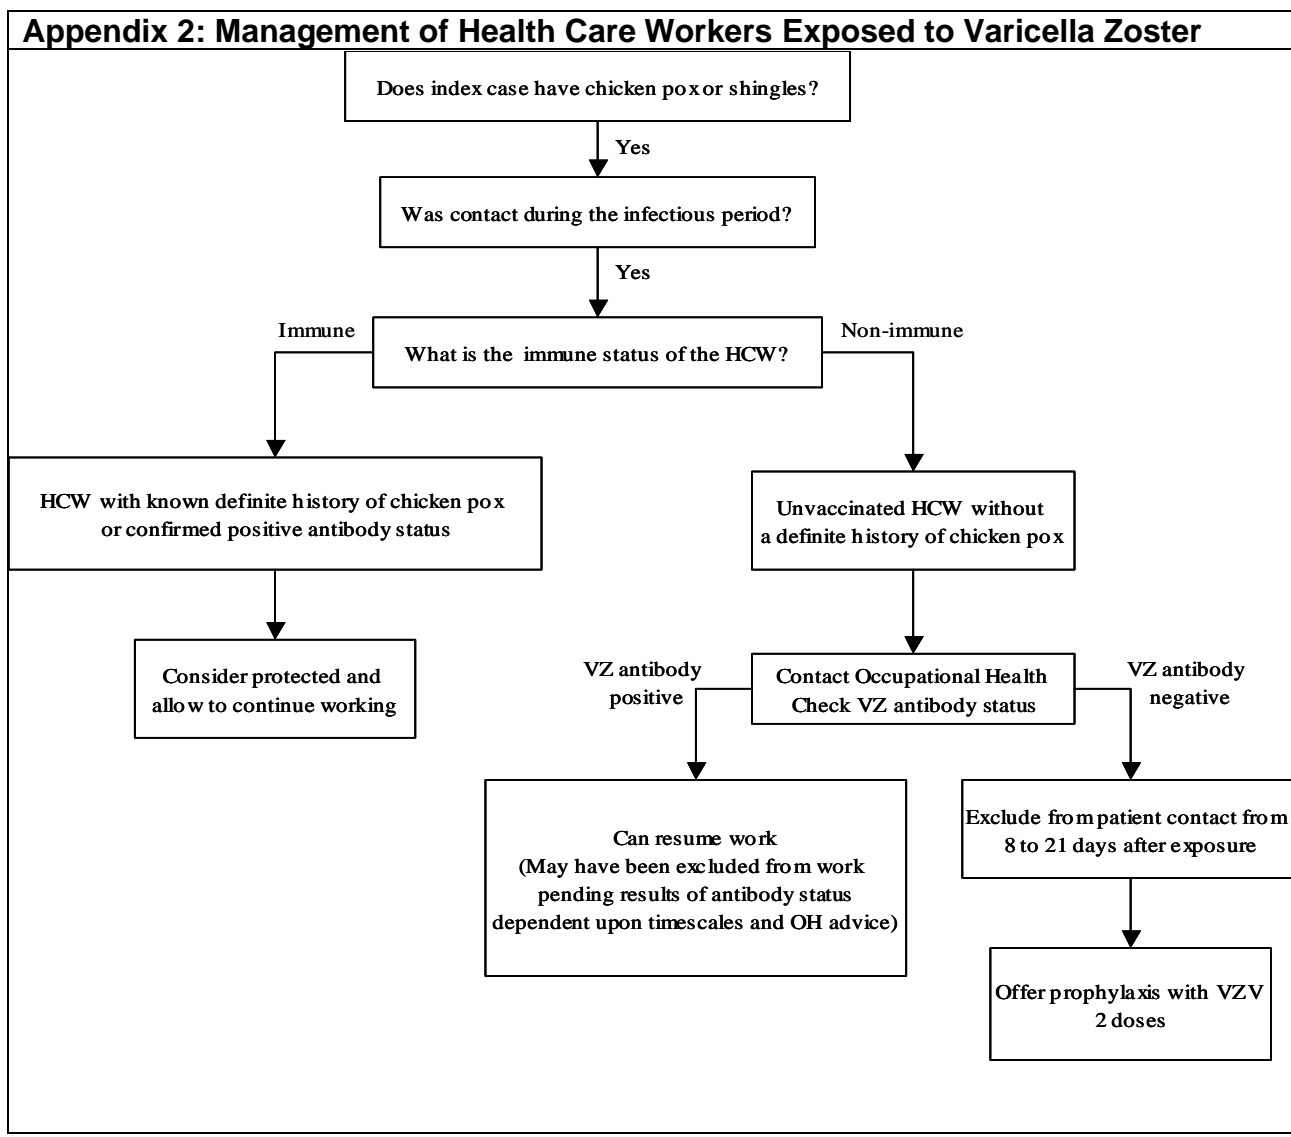 Appendix 2: Management of Health Care Workers Exposed to Varicella Zoster
Does index case have chicken pox or shingles?
Yes
Was contact during the infectious period?
Yes
Immune
Non-immune
What is the immune status of the HCW?
HCW with known definite history of chicken pox
or confirmed positive antibody status
Unvaccinated HCW without
a definite history of chicken pox
Consider protected and
allow to continue working
VZ antibody
positive
Contact Occupational Health
Check VZ antibody status
VZ antibody
negative
Can resume work
(May have been excluded from work
pending results of antibody status
dependent upon timescales and OH advice)
Exclude from patient contact from
8 to 21 days after exposure
Offer prophylaxis with VZV
2 doses